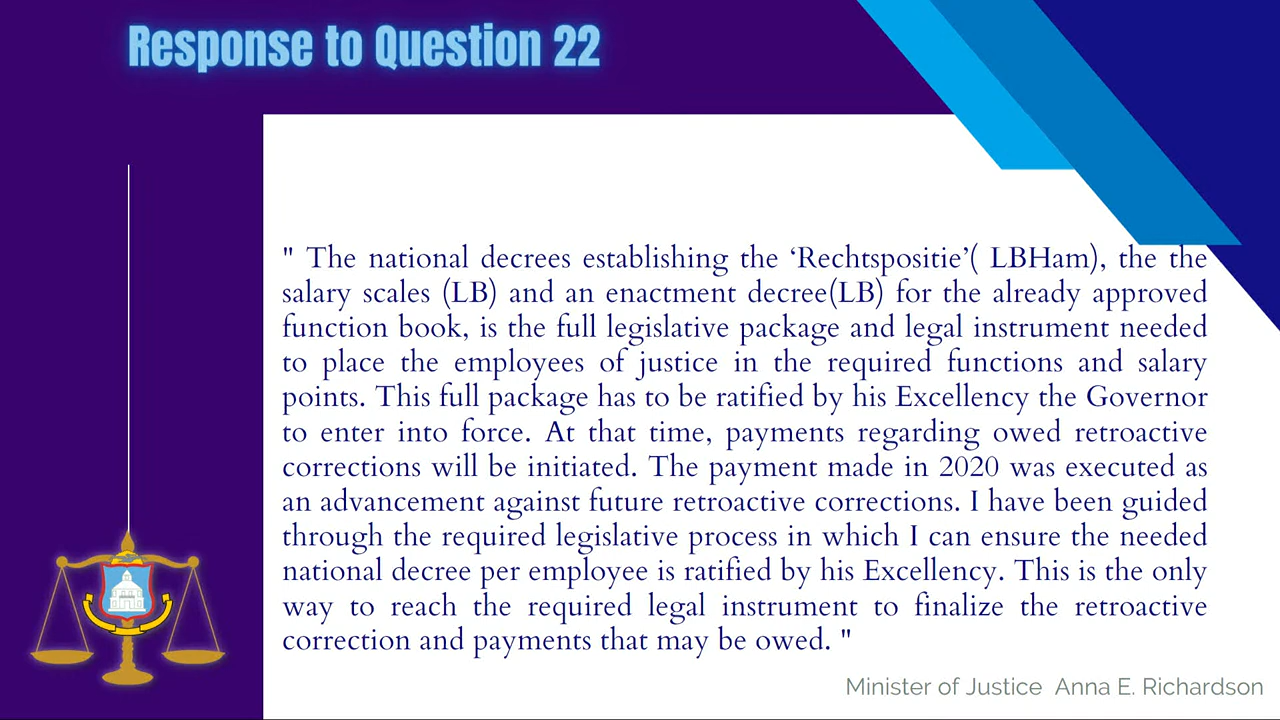 Response to Question 22
" The national decrees establishing the ‘Rechtspositie’( LBHam), the the
salary scales (LB) and an enactment decree(LB) for the already approved
function book, is the full legislative package and legal instrument needed
to place the employees of justice in the required functions and salary
points. This full package has to be ratified by his Excellency the Governor
to enter into force. At that time, payments regarding owed retroactive
corrections will be initiated. The payment made in 2020 was executed as
an advancement against future retroactive corrections. I have been guided
through the required legislative process in which I can ensure the needed
national decree per employee is ratified by his Excellency. This is the only
way to reach the required legal instrument to finalize the retroactive
correction and payments that may be owed. "
Minister of Justice Anna E. Richardson